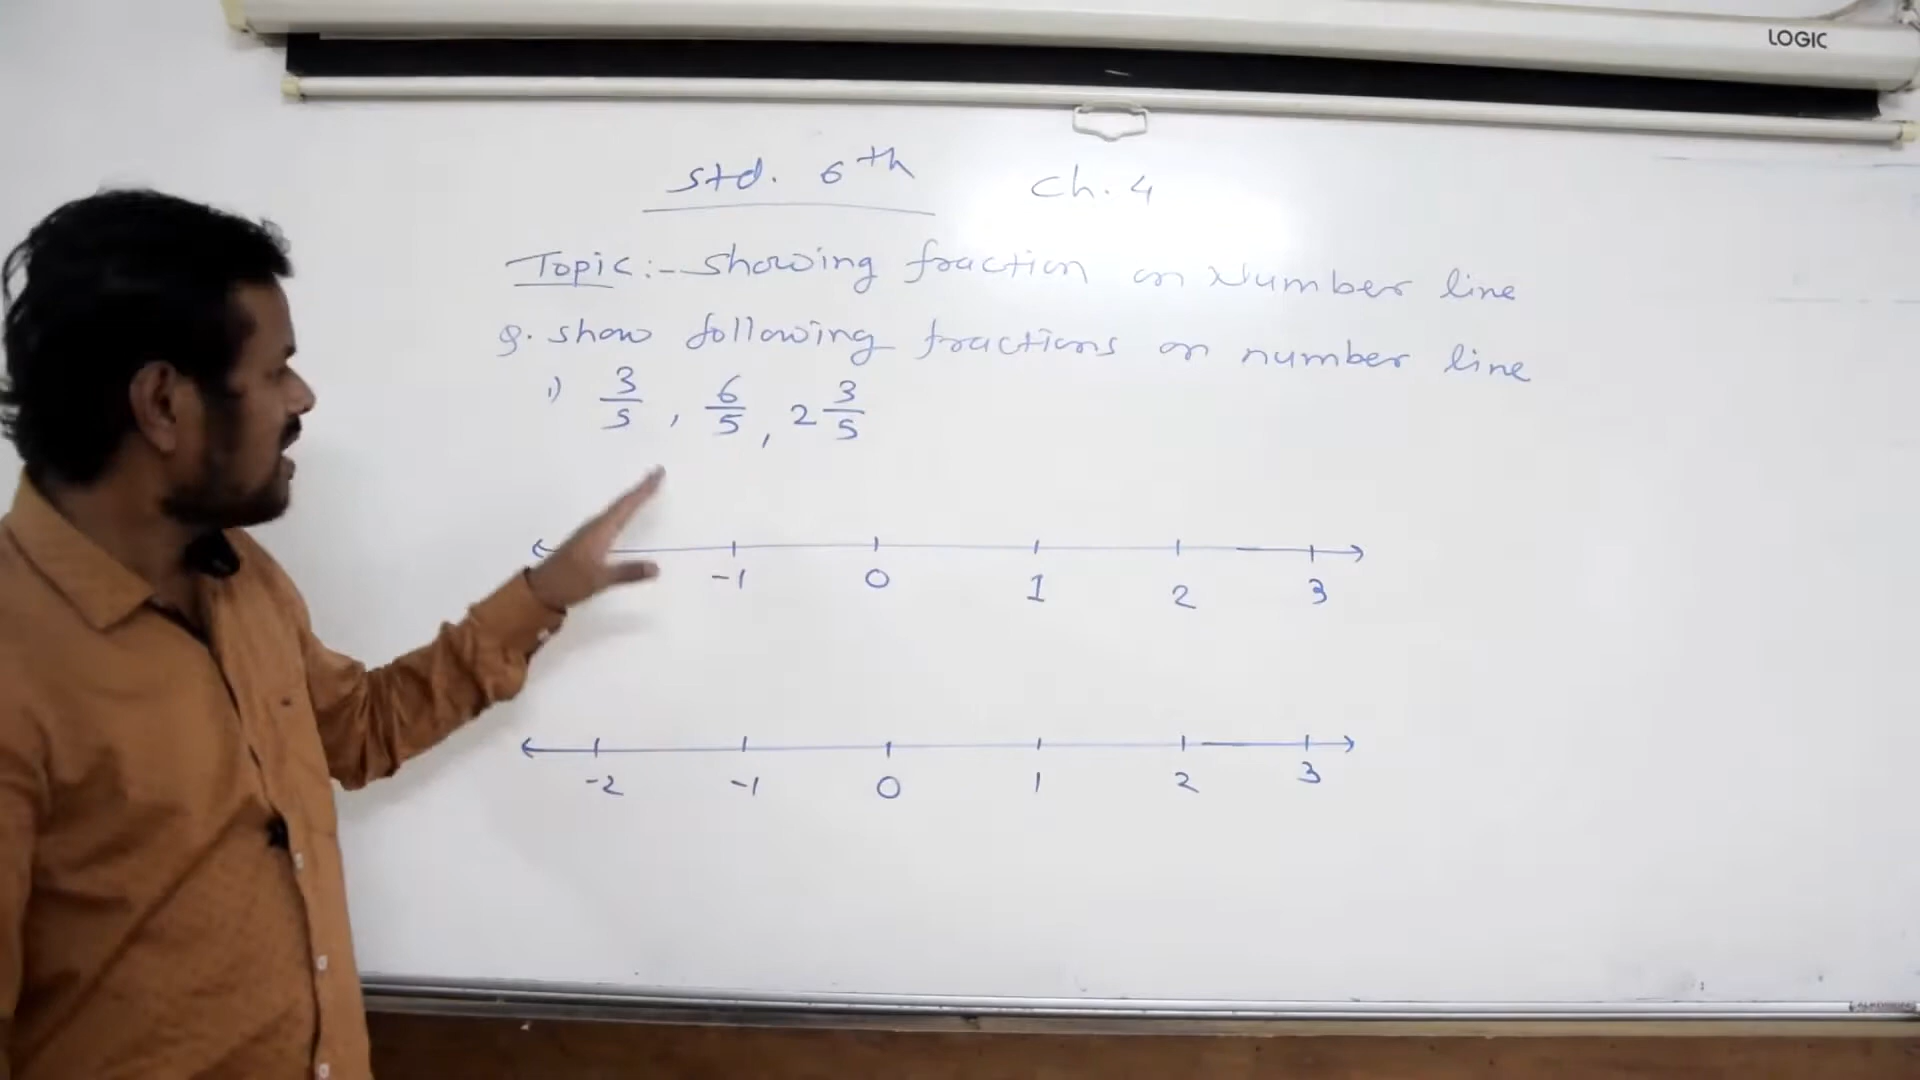 LOGIC
Std. 6th Ch. 4
Topic :- Showing fraction on Number line
Q. show following fractions on number line
1) 3/5, 6/5, 2 3/5
-1 0 1 2 3
-2 -1 0 1 2 3